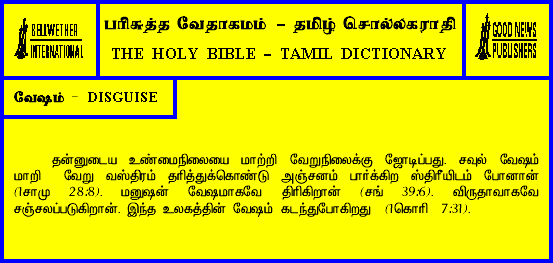 BELLWETHER
INTERNATIONAL
பரிசுத்த வேதாகமம் - தமிழ் சொல்லகராதி
THE HOLY BIBLE - TAMIL DICTIONARY
GOOD NEWS
PUBLISHERS
வேஷம் - DISGUISE
தன்னுடைய உண்மைநிலையை மாற்றி வேறுநிலைக்கு ஜோடிப்பது. சவுல் வேஷம்
மாறி வேறு வஸ்திரம் தரித்துக்கொண்டு அஞ்சனம் பார்க்கிற ஸ்திரீயிடம் போனான்
(1சாமு 28:8). மனுஷன் வேஷமாகவே திரிகிறான் (சங் 39:6). விருதாவாகவே
சஞ்சலப்படுகிறான். இந்த உலகத்தின் வேஷம் கடந்துபோகிறது (1கொரி 7:31).